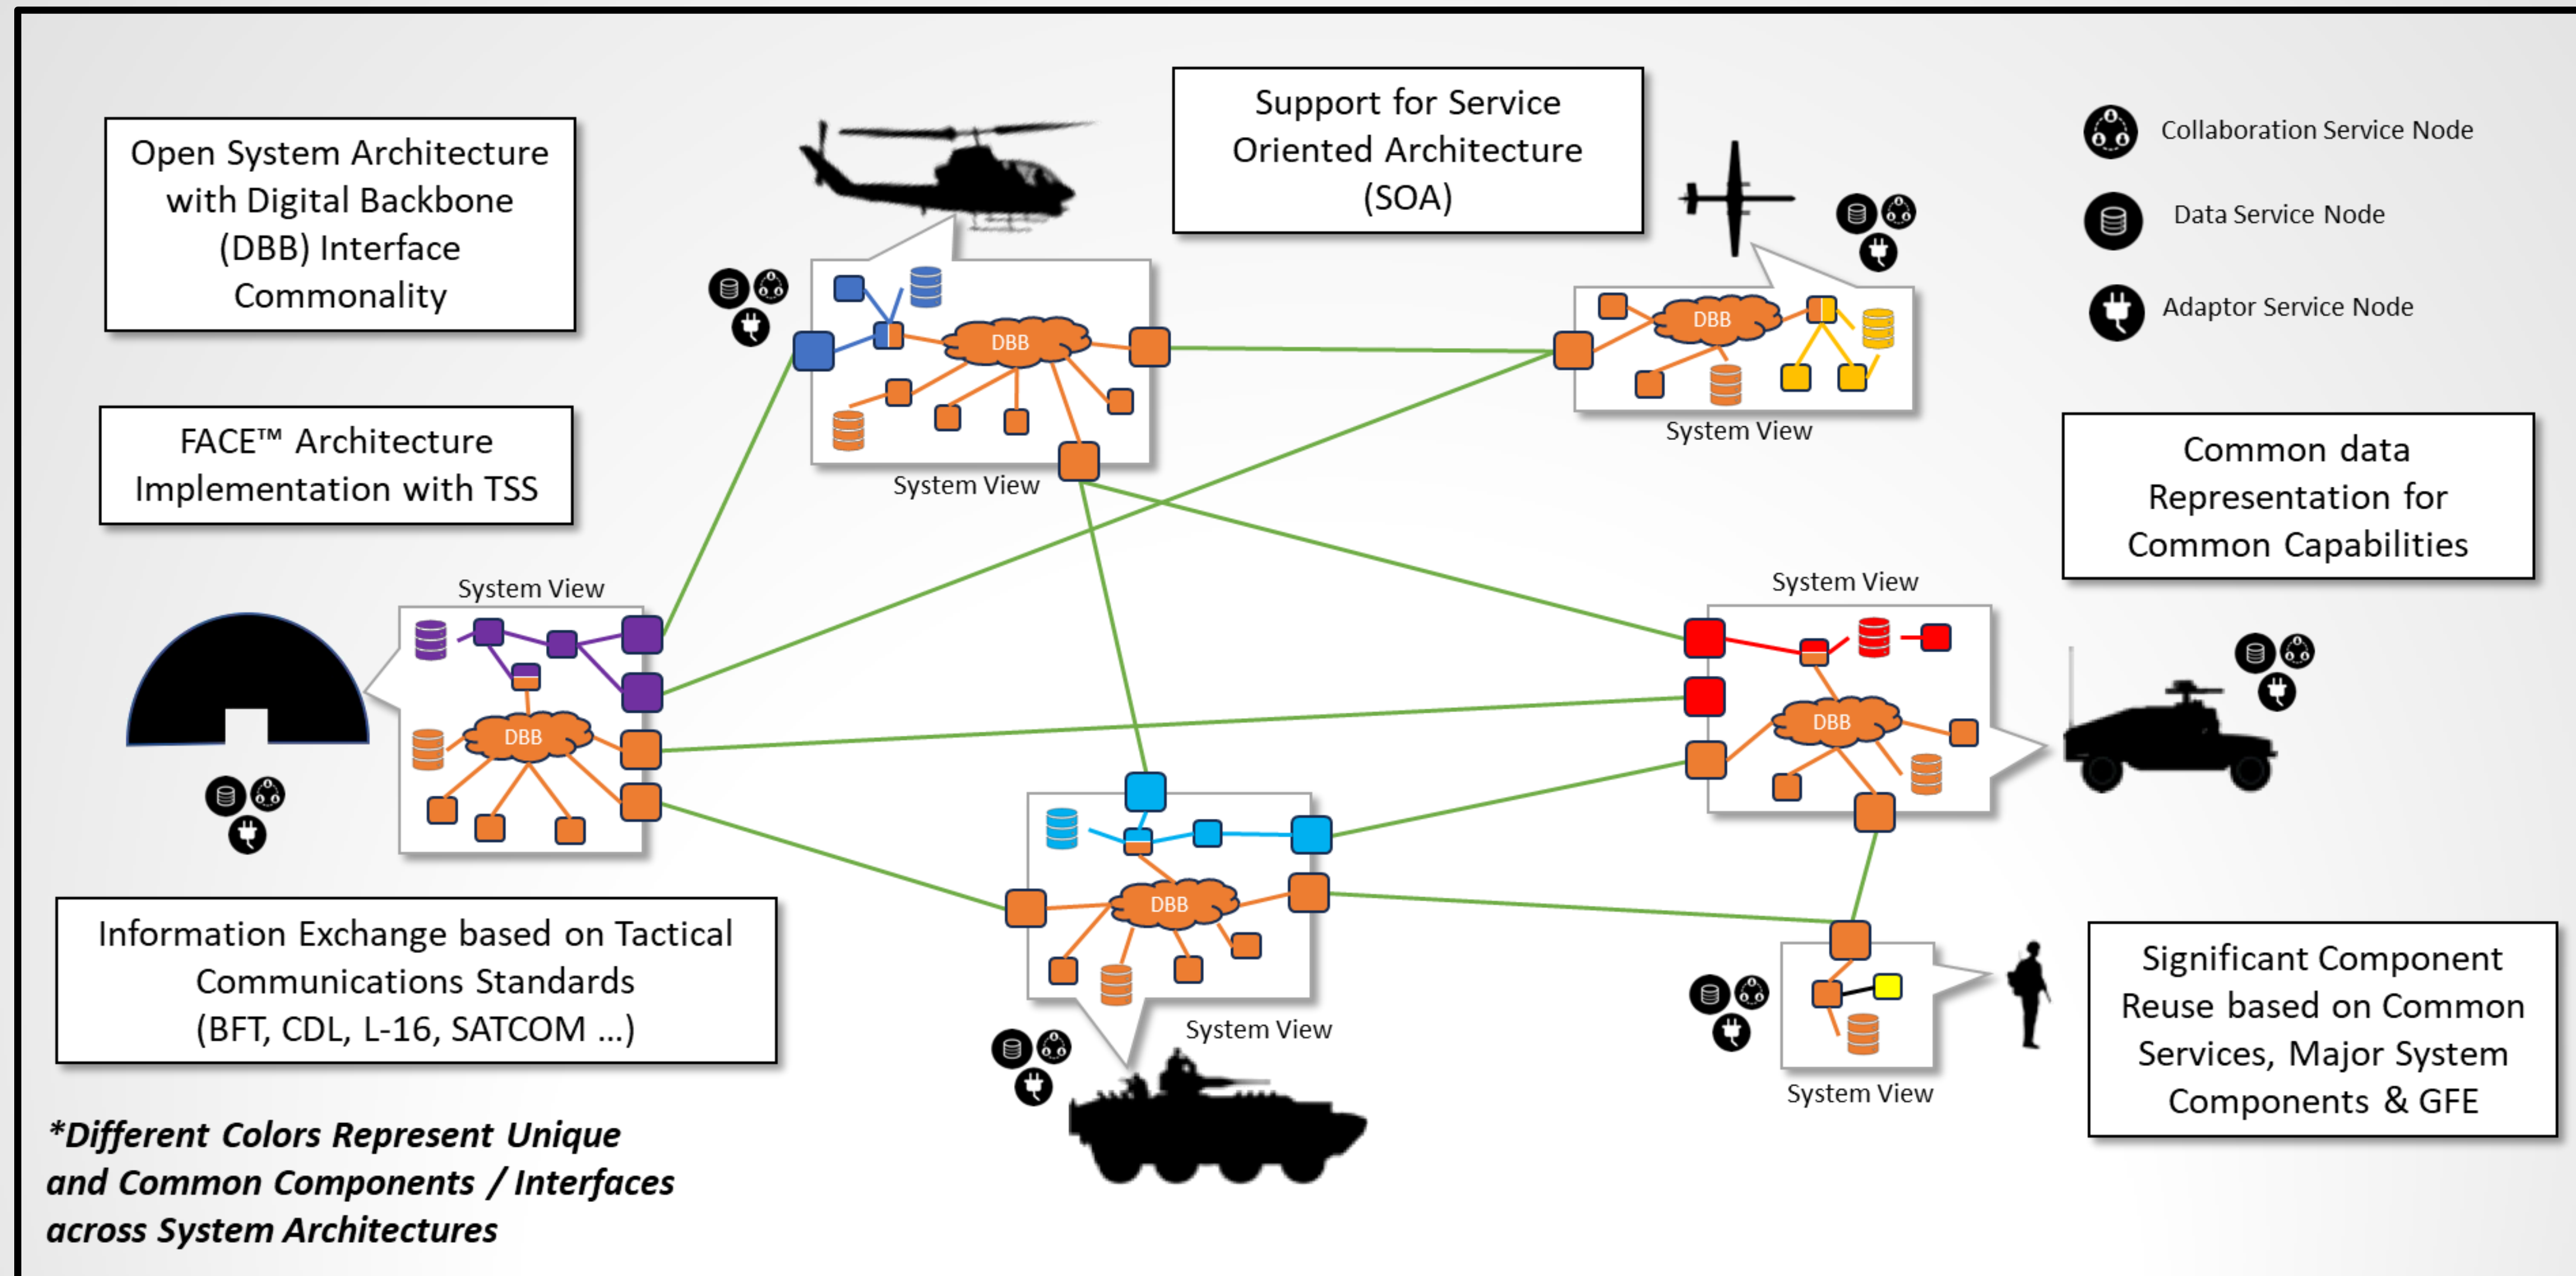 Open System Architecture
with Digital Backbone
(DBB) Interface
Commonality
Support for Service
Oriented Architecture
(SOA)
Collaboration Service Node
Data Service Node
Adaptor Service Node
DBB
System View
DBB
System View
FACE™ Architecture
Implementation with TSS
Common data
Representation for
Common Capabilities
System View
DBB
System View
DBB
DBB
System View
System View
Information Exchange based on Tactical
Communications Standards
(BFT, CDL, L-16, SATCOM ...)
Significant Component
Reuse based on Common
Services, Major System
Components & GFE
*Different Colors Represent Unique
and Common Components / Interfaces
across System Architectures